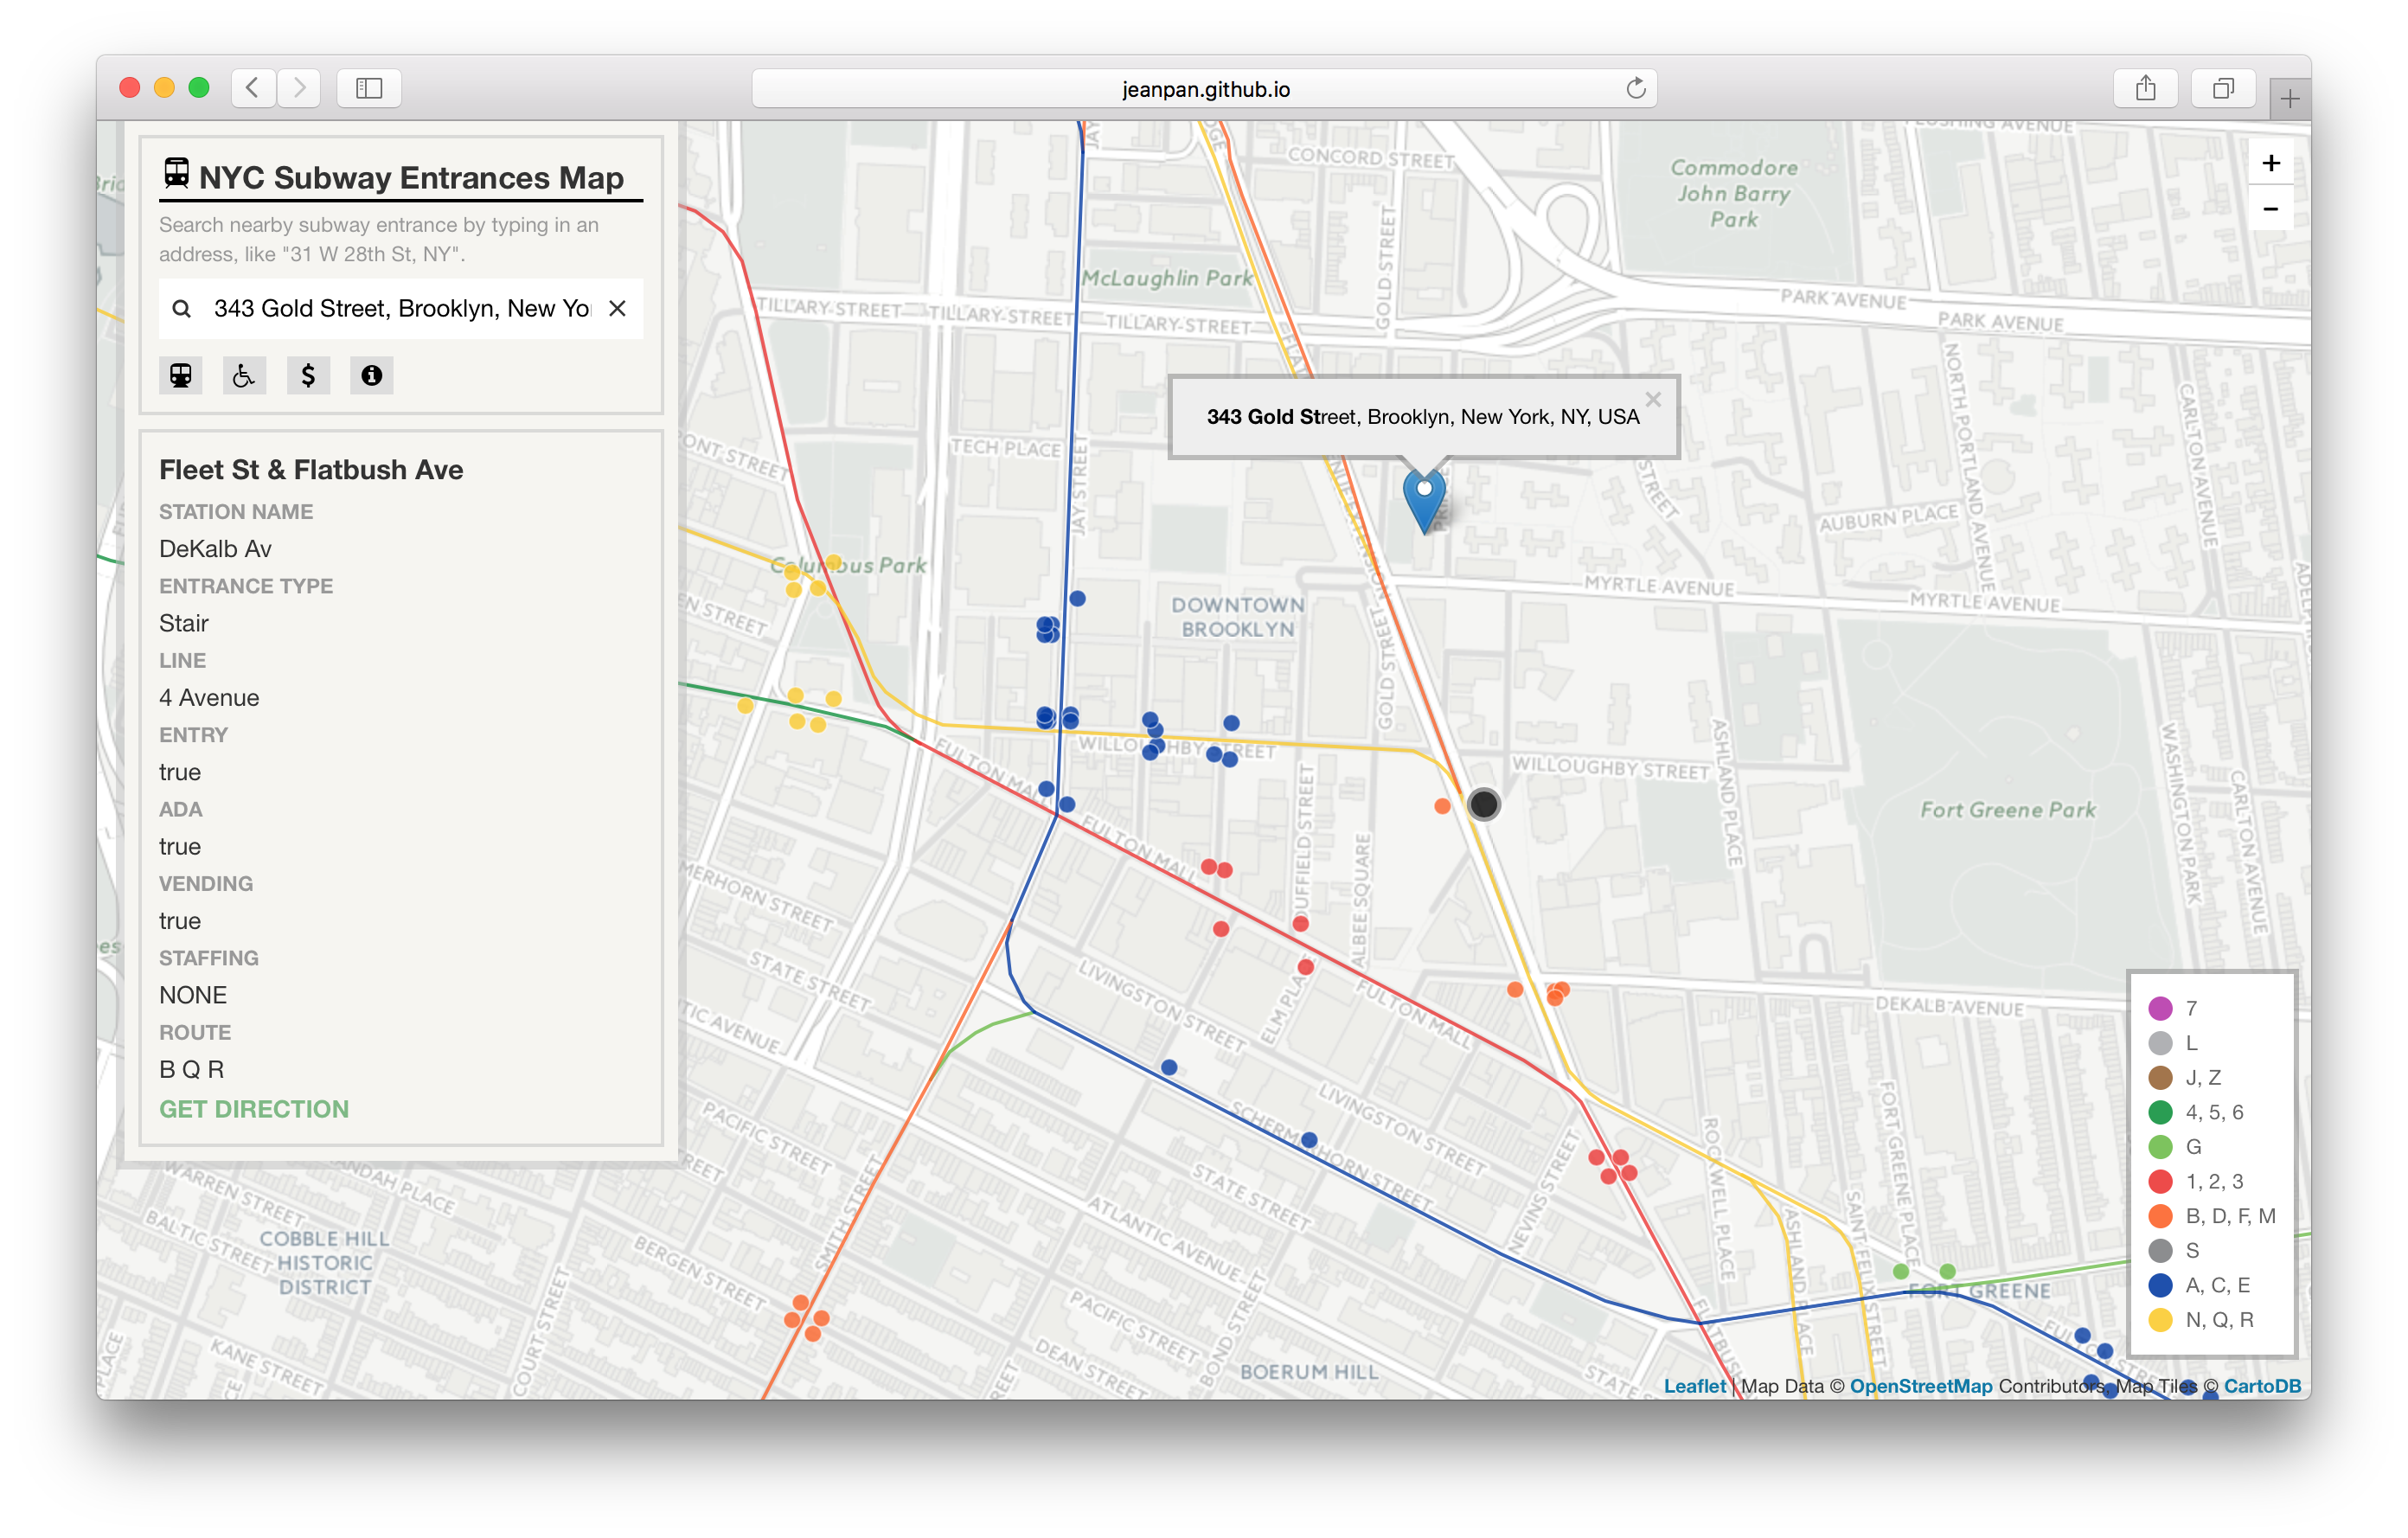 jeanpan.github.io
NYC Subway Entrances Map
Search nearby subway entrance by typing in an
address, like "31 W 28th St, NY".
343 Gold Street, Brooklyn, New Yo
Fleet St & Flatbush Ave
STATION NAME
DeKalb Av
ENTRANCE TYPE
Stair
LINE
4 Avenue
ENTRY
true
ADA
true
VENDING
true
STAFFING
NONE
ROUTE
B Q R
GET DIRECTION
343 Gold Street, Brooklyn, New York, NY, USA
+
−
CONCORD STREET
Commodore
John Barry
Park
GOLD STREET
McLaughlin Park
TILLARY STREET
TILLARY STREET
TILLARY STREET
PARK AVENUE
PARK AVENUE
NORTH PORTLAND AVENUE
CARLTON AVENUE
TECH PLACE
JAY STREET
STREET
AUBURN PLACE
Columbus Park
DOWNTOWN
BROOKLYN
MYRTLE AVENUE
MYRTLE AVENUE
GOLD STREET
WILLOUGHBY STREET
WILLOUGHBY STREET
ASHLAND PLACE
Fort Greene Park
WASHINGTON PARK
CARLTON AVENUE
FULTON MALL
FULTON MALL
DUFFIELD STREET
ALBEE SQUARE
STATE STREET
LIVINGSTON STREET
ELM PLACE
FULTON MALL
DEKALB AVENUE
PACIFIC STREET
SCHERMERHORN STREET
LIVINGSTON STREET
NEVINS STREET
ROCKWELL PLACE
FORT GREENE PLACE
WARREN STREET
BALTIC STREET
COBBLE HILL
HISTORIC
DISTRICT
SMITH STREET
BERGEN STREET
COURT STREET
KANE STREET
STATE STREET
ATLANTIC AVENUE
PACIFIC STREET
BOND STREET
DEAN STREET
BOERUM HILL
ASHLAND PLACE
SAINT FELIX STREET
FORT GREENE
7
L
J, Z
4, 5, 6
G
1, 2, 3
B, D, F, M
S
A, C, E
N, Q, R
Leaflet | Map Data © OpenStreetMap Contributors, Map Tiles © CartoDB